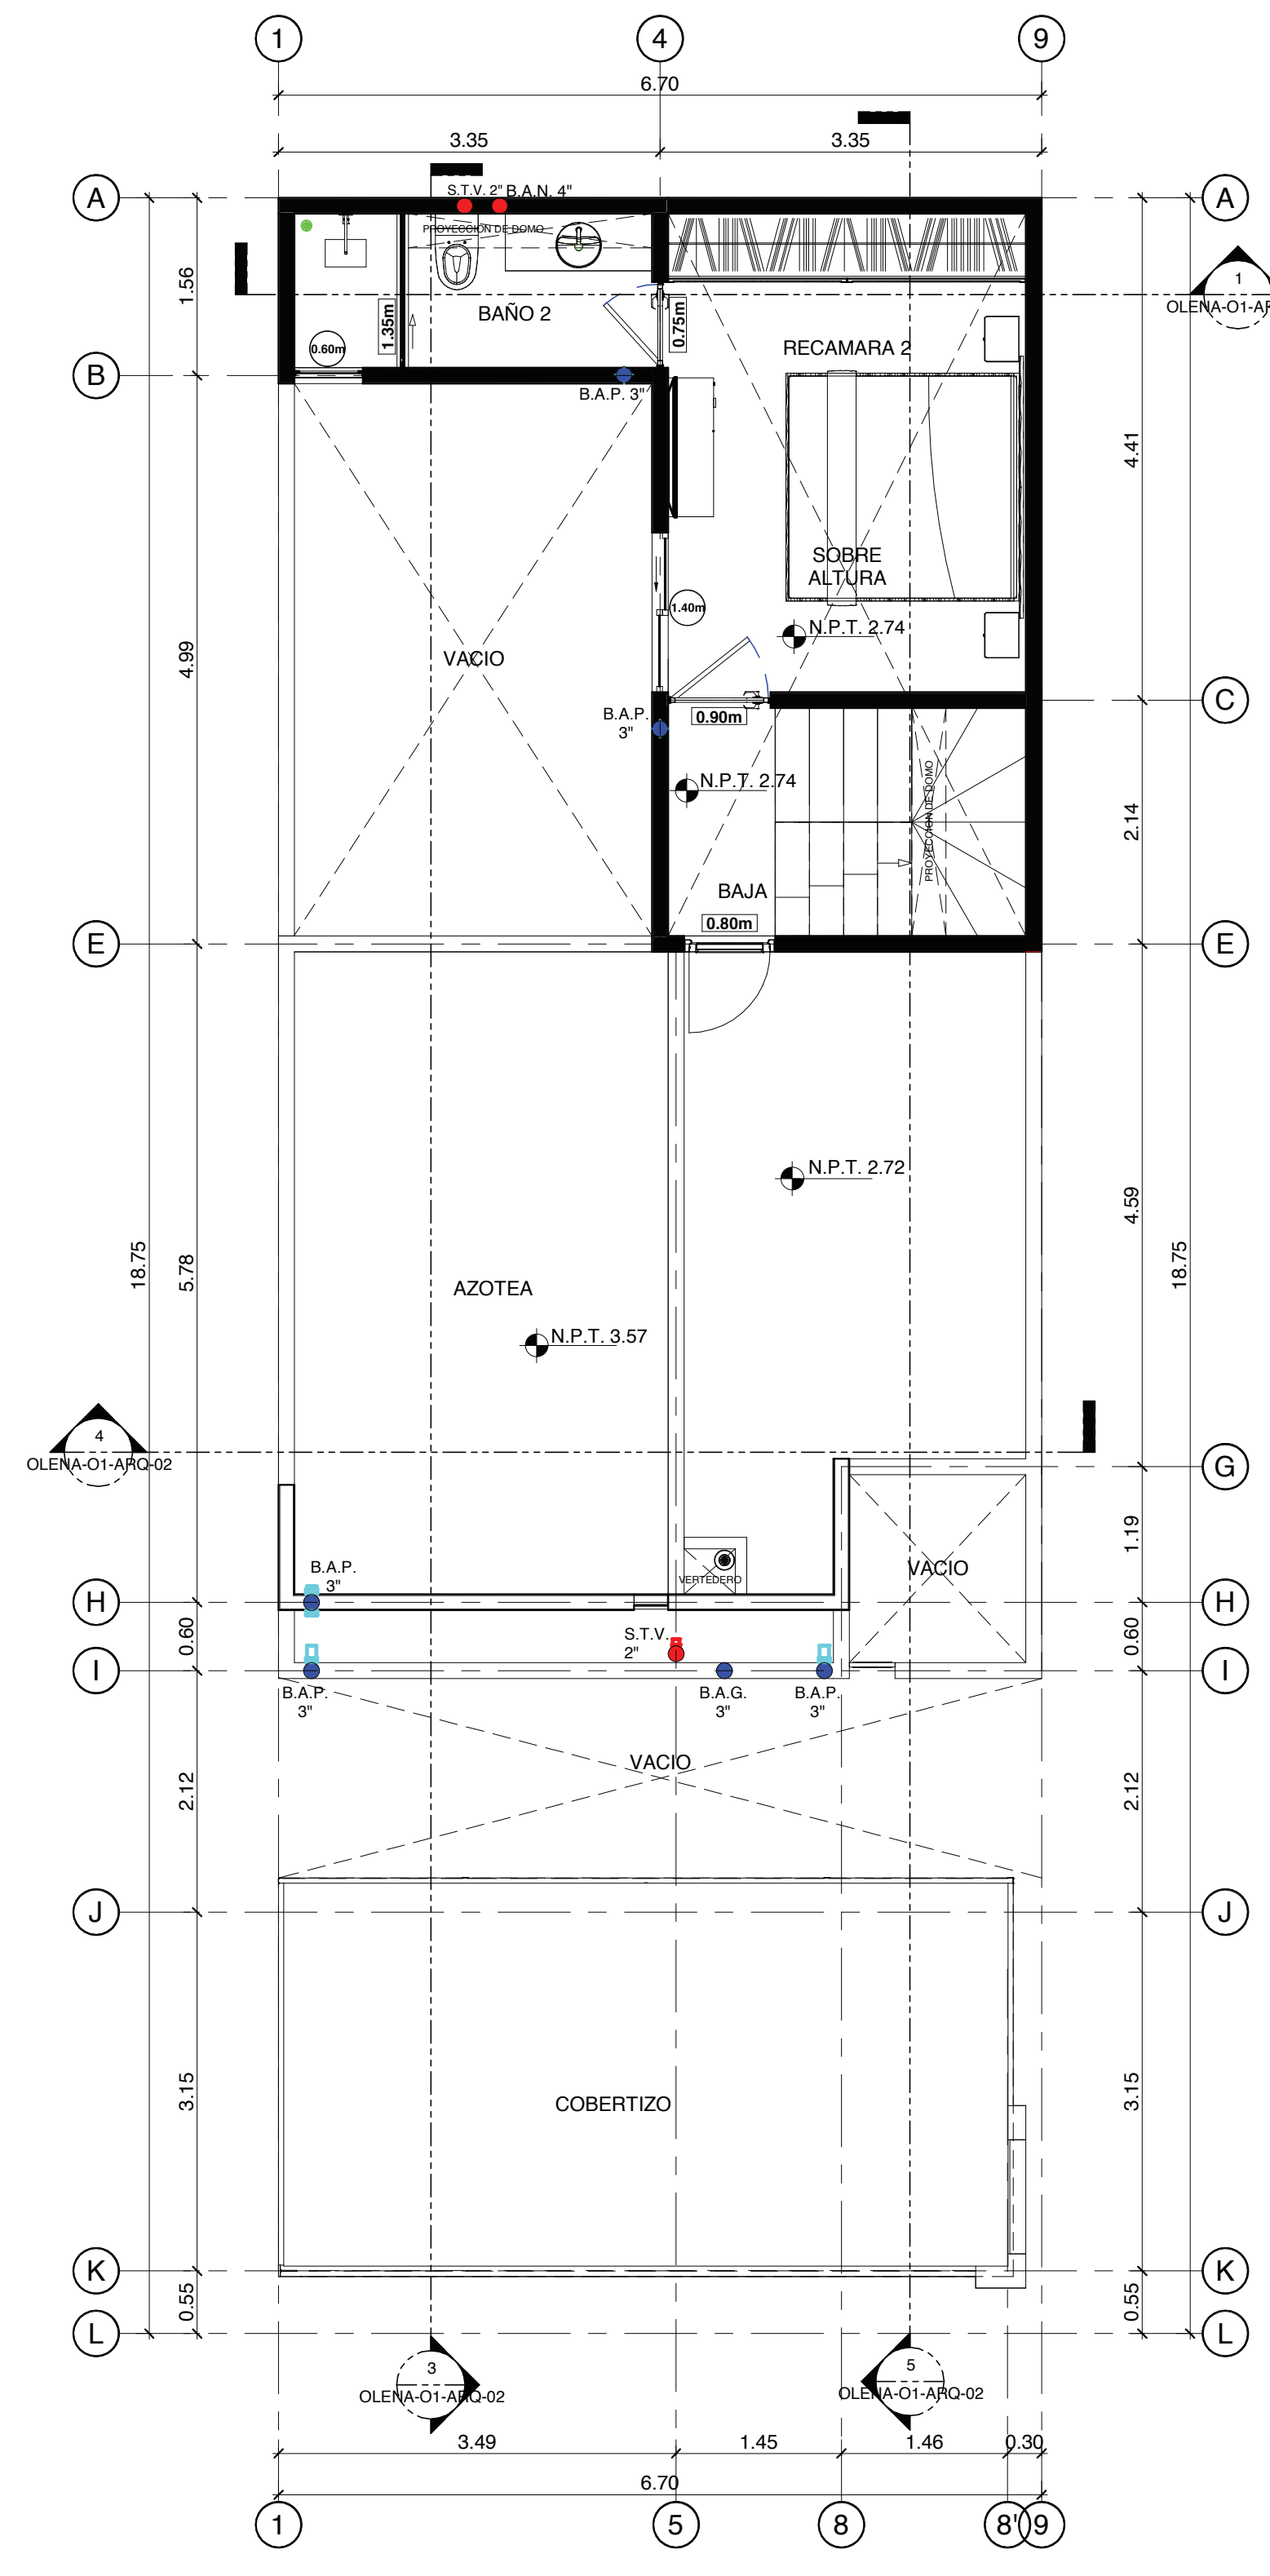 1
4
9
6.70
3.35
3.35
A
A
S.T.V. 2"
B.A.N. 4"
PROYECCION DE DOMO
1.56
BAÑO 2
1.35m
0.75m
0.60m
RECAMARA 2
1
OLENA-O1-AR
B
B.A.P. 3"
4.41
SOBRE
ALTURA
1.40m
N.P.T. 2.74
4.99
VACIO
C
B.A.P.
3"
0.90m
N.P.T. 2.74
PROYECCION DE DOMO
2.14
BAJA
0.80m
E
E
N.P.T. 2.72
4.59
18.75
5.78
18.75
AZOTEA
N.P.T. 3.57
4
OLENA-O1-ARQ-02
G
1.19
B.A.P.
3"
VERTEDERO
VACIO
H
H
0.60
0.60
S.T.V.
2"
I
I
B.A.P.
3"
B.A.G.
3"
B.A.P.
3"
VACIO
2.12
2.12
J
J
3.15
COBERTIZO
3.15
K
K
0.55
0.55
L
L
3
OLENA-O1-ARQ-02
5
OLENA-O1-ARQ-02
3.49
1.45
1.46
0.30
6.70
1
5
8
8'
9